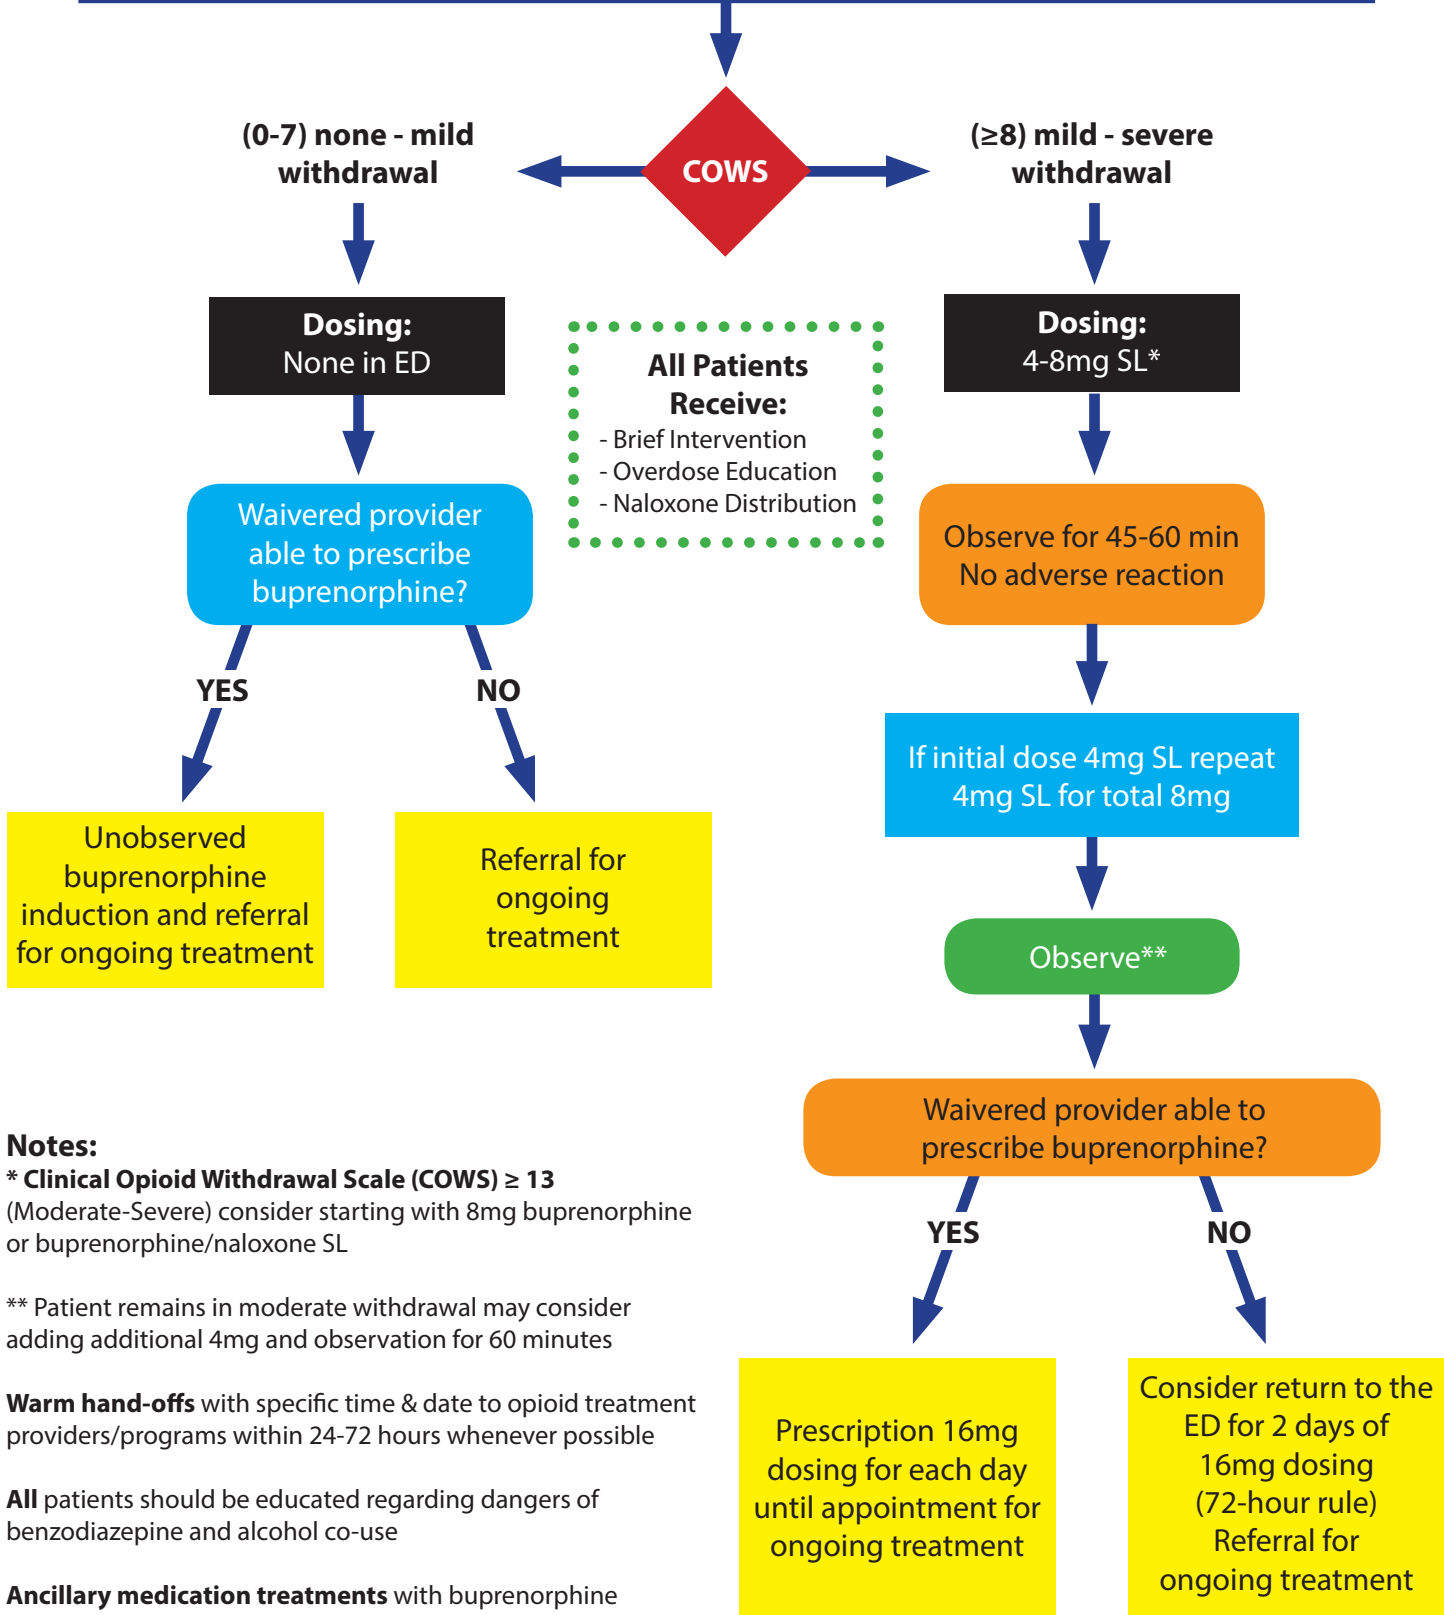 COWS
(0-7) none - mild
withdrawal
(≥8) mild - severe
withdrawal
Dosing:
None in ED
All Patients
Receive:
- Brief Intervention
- Overdose Education
- Naloxone Distribution
Dosing:
4-8mg SL*
Waivered provider
able to prescribe
buprenorphine?
YES
NO
Unobserved
buprenorphine
induction and referral
for ongoing treatment
Referral for
ongoing
treatment
Observe for 45-60 min
No adverse reaction
If initial dose 4mg SL repeat
4mg SL for total 8mg
Observe**
Waivered provider able to
prescribe buprenorphine?
YES
NO
Prescription 16mg
dosing for each day
until appointment for
ongoing treatment
Consider return to the
ED for 2 days of
16mg dosing
(72-hour rule)
Referral for
ongoing treatment
Notes:
* Clinical Opioid Withdrawal Scale (COWS) ≥ 13
(Moderate-Severe) consider starting with 8mg buprenorphine
or buprenorphine/naloxone SL
** Patient remains in moderate withdrawal may consider
adding additional 4mg and observation for 60 minutes
Warm hand-offs with specific time & date to opioid treatment
providers/programs within 24-72 hours whenever possible
All patients should be educated regarding dangers of
benzodiazepine and alcohol co-use
Ancillary medication treatments with buprenorphine